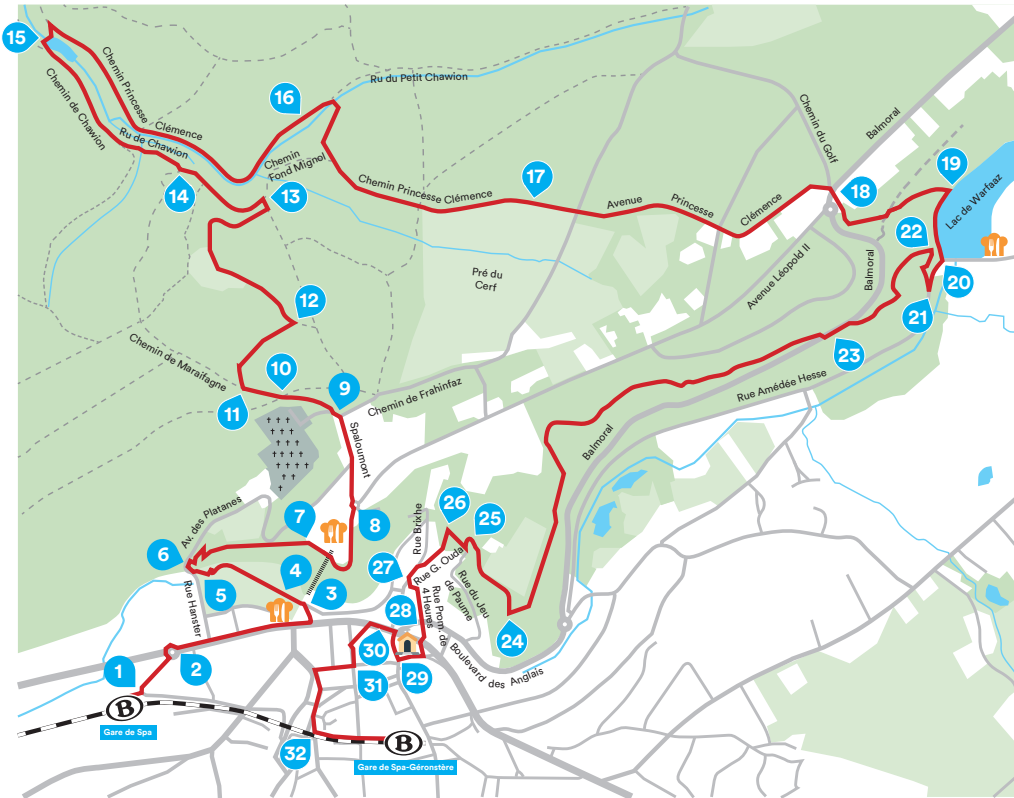 15
Chemin Princesse
Clémence
Chemin de Chawion
Ru de Chawion
14
16
Ru du Petit Chawion
Chemin
Fond Mignol
13
Chemin Princesse Clémence
17
Avenue
Princesse
Clémence
Chemin du Golf
Balmoral
18
19
Lac de Warfaaz
22
20
21
Balmoral
Avenue Léopold II
Pré du
Cerf
12
Chemin de Maraifagne
10
11
9
Chemin de Frahinfaz
23
Rue Amédée Hesse
Balmoral
Spaloumont
Av. des Platanes
7
8
Rue Brixhe
26
25
6
4
5
3
27
Rue G. Ouda
Rue du Jeu
de Paume
Rue Hanster
28
Rue Prom. de
4 Heures
24
1
2
30
31
29
Boulevard des Anglais
B
Gare de Spa
32
B
Gare de Spa-Géronstère